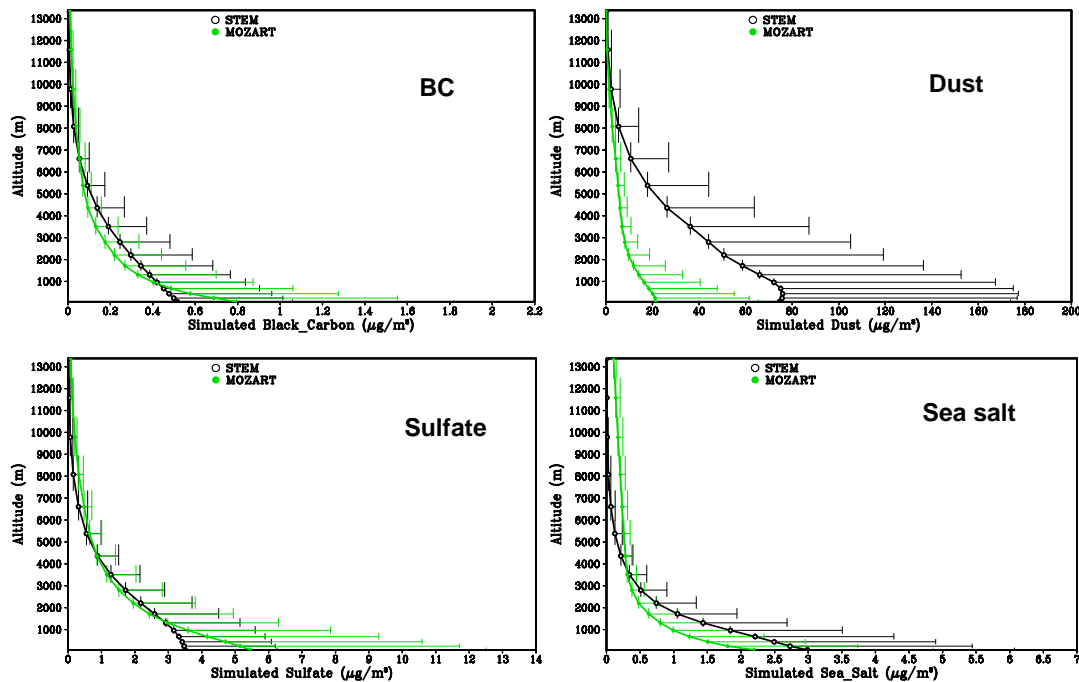 13000
12000
11000
10000
9000
8000
7000
6000
5000
4000
3000
2000
1000
Altitude (m)
STEM
MOZART
BC
0 0.2 0.4 0.6 0.8 1 1.2 1.4 1.6 1.8 2 2.2
Simulated Black_Carbon (μg/m³)
13000
12000
11000
10000
9000
8000
7000
6000
5000
4000
3000
2000
1000
Altitude (m)
STEM
MOZART
Dust
0 20 40 60 80 100 120 140 160 180 200
Simulated Dust (μg/m³)
13000
12000
11000
10000
9000
8000
7000
6000
5000
4000
3000
2000
1000
Altitude (m)
STEM
MOZART
Sulfate
0 1 2 3 4 5 6 7 8 9 10 11 12 13 14
Simulated Sulfate (μg/m³)
13000
12000
11000
10000
9000
8000
7000
6000
5000
4000
3000
2000
1000
Altitude (m)
STEM
MOZART
Sea salt
0 0.5 1 1.5 2 2.5 3 3.5 4 4.5 5 5.5 6 6.5 7
Simulated Sea_Salt (μg/m³)